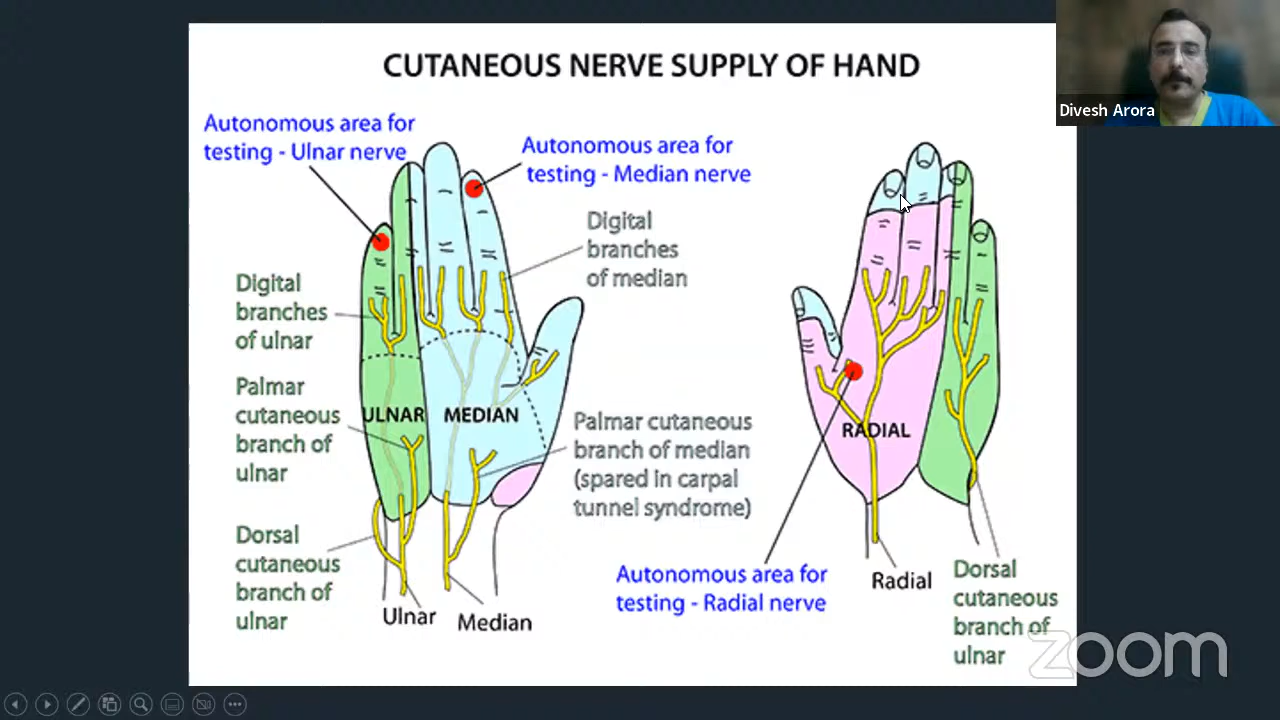 CUTANEOUS NERVE SUPPLY OF HAND
Divesh Arora
Autonomous area for
testing - Ulnar nerve
Autonomous area for
testing - Median nerve
Digital
branches
of median
Digital
branches
of ulnar
Palmar
cutaneous
branch of
ulnar
ULNAR
MEDIAN
Palmar cutaneous
branch of median
(spared in carpal
tunnel syndrome)
RADIAL
Dorsal
cutaneous
branch of
ulnar
Ulnar
Median
Autonomous area for
testing - Radial nerve
Radial
Dorsal
cutaneous
branch of
ulnar
zoom